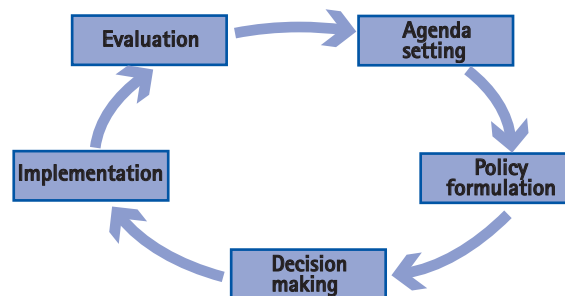 Evaluation
Agenda
setting
Implementation
Policy
formulation
Decision
making